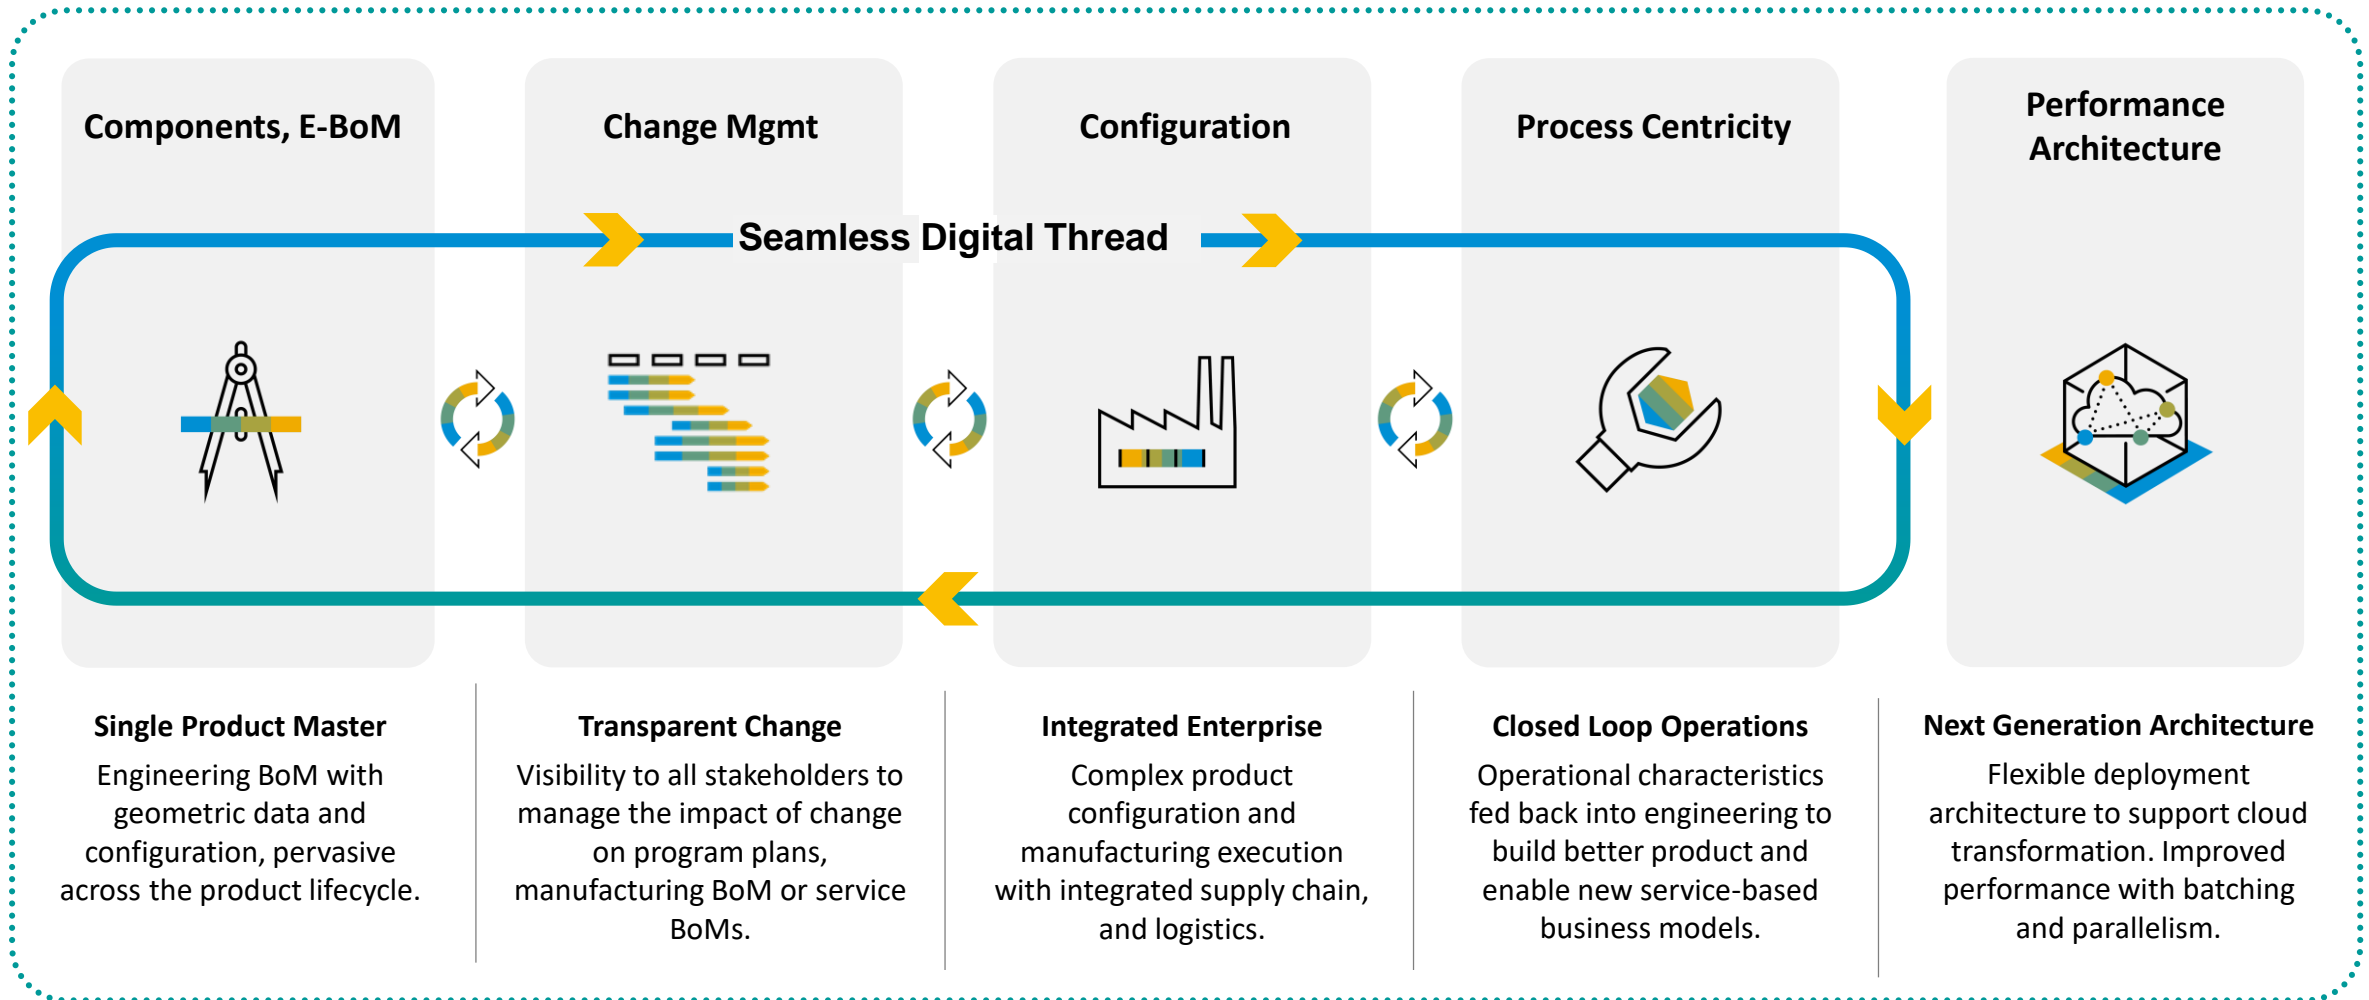 Components, E-BoM
Change Mgmt
Configuration
Process Centricity
Performance
Architecture
Seamless Digital Thread
Single Product Master
Engineering BoM with
geometric data and
configuration, pervasive
across the product lifecycle.
Transparent Change
Visibility to all stakeholders to
manage the impact of change
on program plans,
manufacturing BoM or service
BoMs.
Integrated Enterprise
Complex product
configuration and
manufacturing execution
with integrated supply chain,
and logistics.
Closed Loop Operations
Operational characteristics
fed back into engineering to
build better product and
enable new service-based
business models.
Next Generation Architecture
Flexible deployment
architecture to support cloud
transformation. Improved
performance with batching
and parallelism.